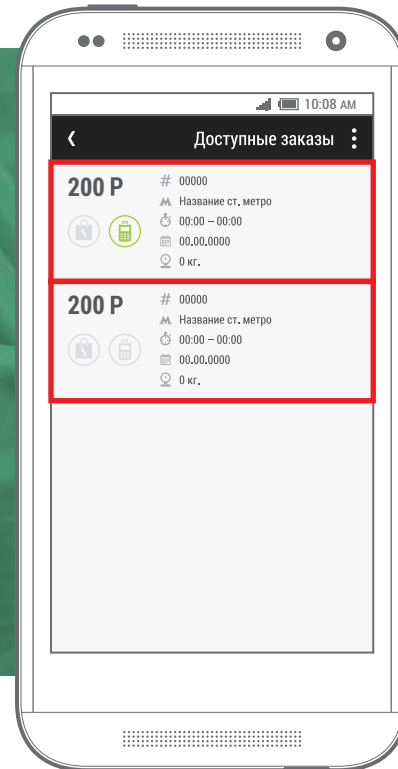 10:08 AM
Доступные заказы
200 Р
# 00000
Название ст. метро
00:00 – 00:00
00.00.0000
0 кг.
200 Р
# 00000
Название ст. метро
00:00 – 00:00
00.00.0000
0 кг.